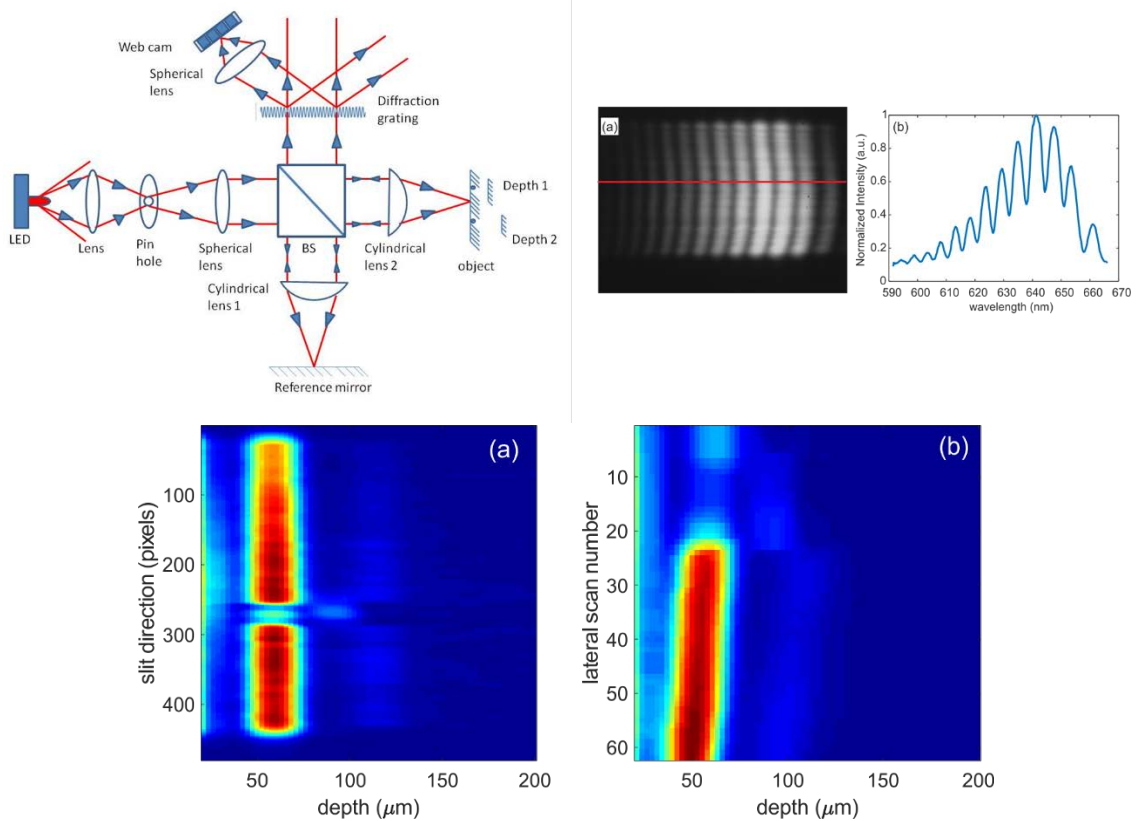 Web cam
Spherical
lens
Diffraction
grating
LED
Lens
Pin
hole
Spherical
lens
BS
Cylindrical
lens 2
Depth 1
Depth 2
object
Cylindrical
lens 1
Reference mirror
(a)
(b)
Normalized Intensity (a.u.)
1
0.8
0.6
0.4
0.2
0
590 600 610 620 630 640 650 660 670
wavelength (nm)
(a)
slit direction (pixels)
100
200
300
400
50 100 150 200
depth (μm)
(b)
lateral scan number
10
20
30
40
50
60
50 100 150 200
depth (μm)